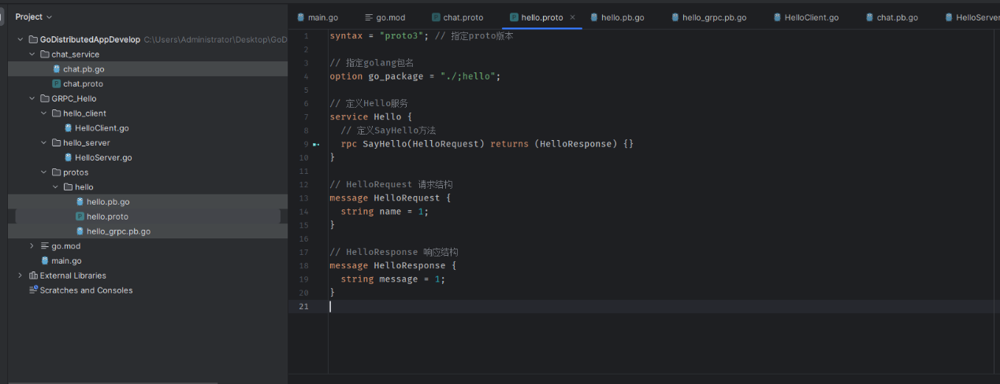 Project
GoDistributedAppDevelop C:\Users\Administrator\Desktop\GoD
chat_service
chat.pb.go
chat.proto
GRPC_Hello
hello_client
HelloClient.go
hello_server
HelloServer.go
protos
hello
hello.pb.go
hello.proto
hello_grpc.pb.go
go.mod
main.go
External Libraries
Scratches and Consoles
main.go go.mod chat.proto hello.proto hello.pb.go hello_grpc.pb.go HelloClient.go chat.pb.go HelloServer
1 syntax = "proto3"; // 指定proto版本
2
3 // 指定golang包名
4 option go_package = "./;hello";
5
6 // 定义Hello服务
7 service Hello {
8 // 定义SayHello方法
9 rpc SayHello(HelloRequest) returns (HelloResponse) {}
10 }
11
12 // HelloRequest 请求结构
13 message HelloRequest {
14 string name = 1;
15 }
16
17 // HelloResponse 响应结构
18 message HelloResponse {
19 string message = 1;
20 }
21